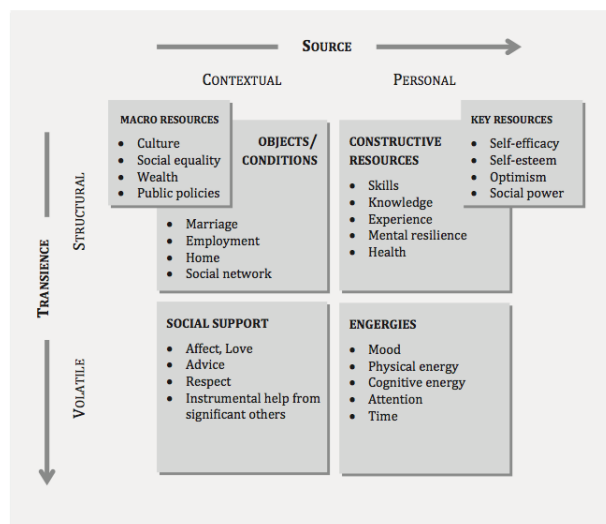 SOURCE
CONTEXTUAL
PERSONAL
TRANSIENCE
STRUCTURAL
VOLATILE
MACRO RESOURCES
• Culture
• Social equality
• Wealth
• Public policies
OBJECTS/
CONDITIONS
• Marriage
• Employment
• Home
• Social network
CONSTRUCTIVE
RESOURCES
• Skills
• Knowledge
• Experience
• Mental resilience
• Health
KEY RESOURCES
• Self-efficacy
• Self-esteem
• Optimism
• Social power
SOCIAL SUPPORT
• Affect, Love
• Advice
• Respect
• Instrumental help from
significant others
ENGERGIES
• Mood
• Physical energy
• Cognitive energy
• Attention
• Time